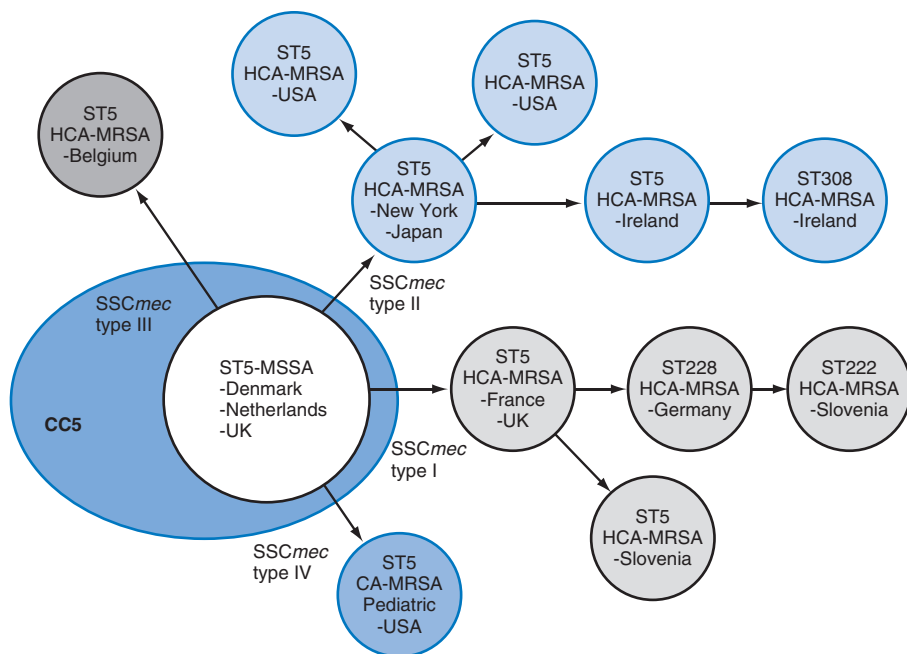 ST5
HCA-MRSA
-USA
ST5
HCA-MRSA
-USA
ST5
HCA-MRSA
-Belgium
ST5
HCA-MRSA
-New York
-Japan
ST5
HCA-MRSA
-Ireland
ST308
HCA-MRSA
-Ireland
SSCmec
type III
SSCmec
type II
ST5-MSSA
-Denmark
-Netherlands
-UK
CC5
ST5
HCA-MRSA
-France
-UK
ST228
HCA-MRSA
-Germany
ST222
HCA-MRSA
-Slovenia
SSCmec
type I
ST5
HCA-MRSA
-Slovenia
SSCmec
type IV
ST5
CA-MRSA
Pediatric
-USA